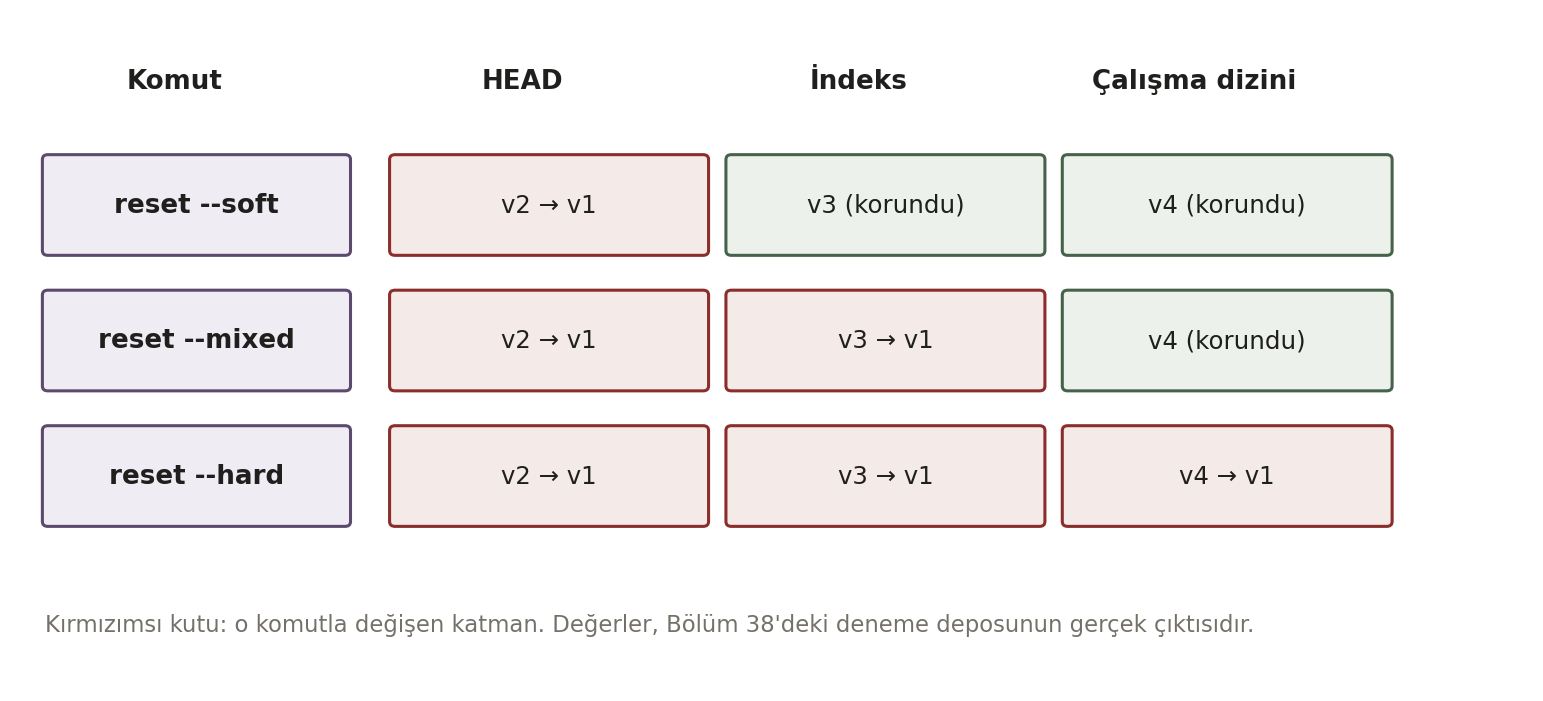 Komut HEAD İndeks Çalışma dizini
reset --soft v2 → v1 v3 (korundu) v4 (korundu)
reset --mixed v2 → v1 v3 → v1 v4 (korundu)
reset --hard v2 → v1 v3 → v1 v4 → v1
Kırmızımsı kutu: o komutla değişen katman. Değerler, Bölüm 38'deki deneme deposunun gerçek çıktısıdır.